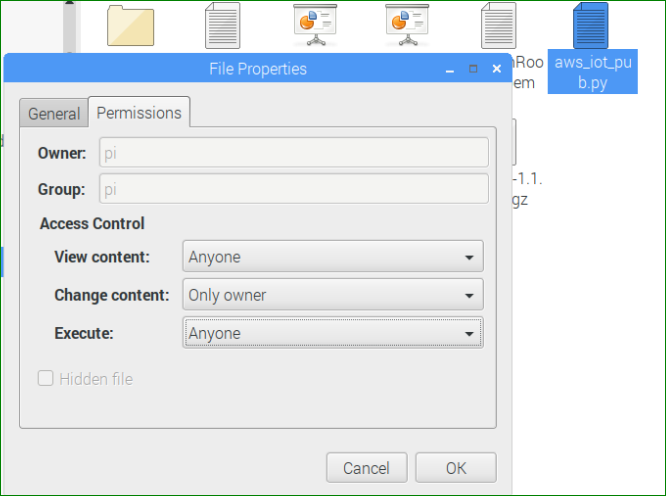 nRoo
em
aws_iot_pu
b.py
File Properties
General
Permissions
-1.1.
gz
Owner: pi
Group: pi
Access Control
View content: Anyone
Change content: Only owner
Execute: Anyone
Hidden file
Cancel
OK